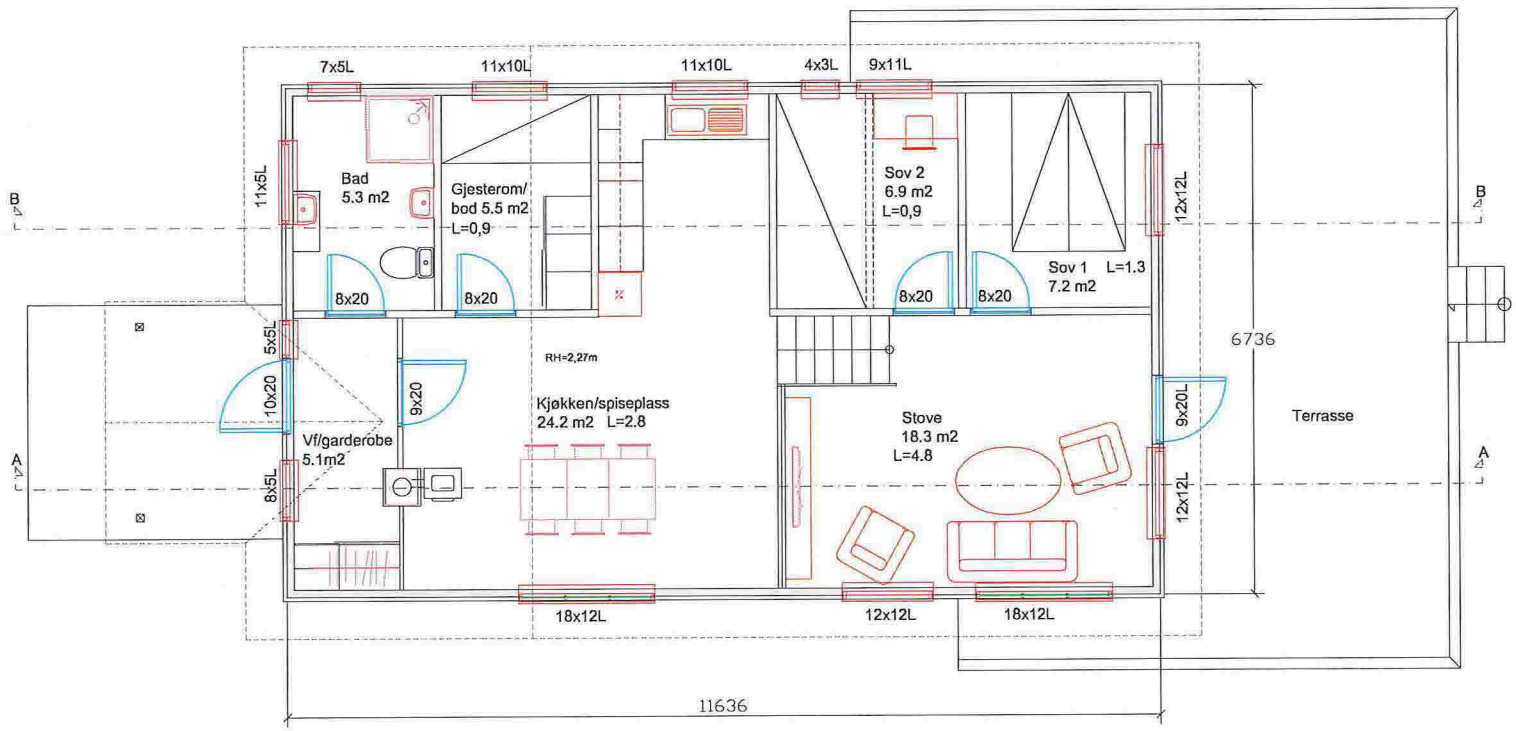 7x5L
11x10L
11x10L
4x3L
9x11L
11x5L
Bad
5.3 m2
Gjesterom/
bod 5.5 m2
L=0,9
Sov 2
6.9 m2
L=0,9
12x12L
B
B
Sov 1 L=1.3
7.2 m2
8x20
8x20
8x20
8x20
5x5L
RH=2,27m
6736
10x20
9x20
Kjøkken/spiseplass
24.2 m2 L=2.8
Stove
18.3 m2
L=4.8
9x20L
Terrasse
Vf/garderobe
5.1m2
A
A
8x5L
12x12L
18x12L
12x12L
18x12L
11636